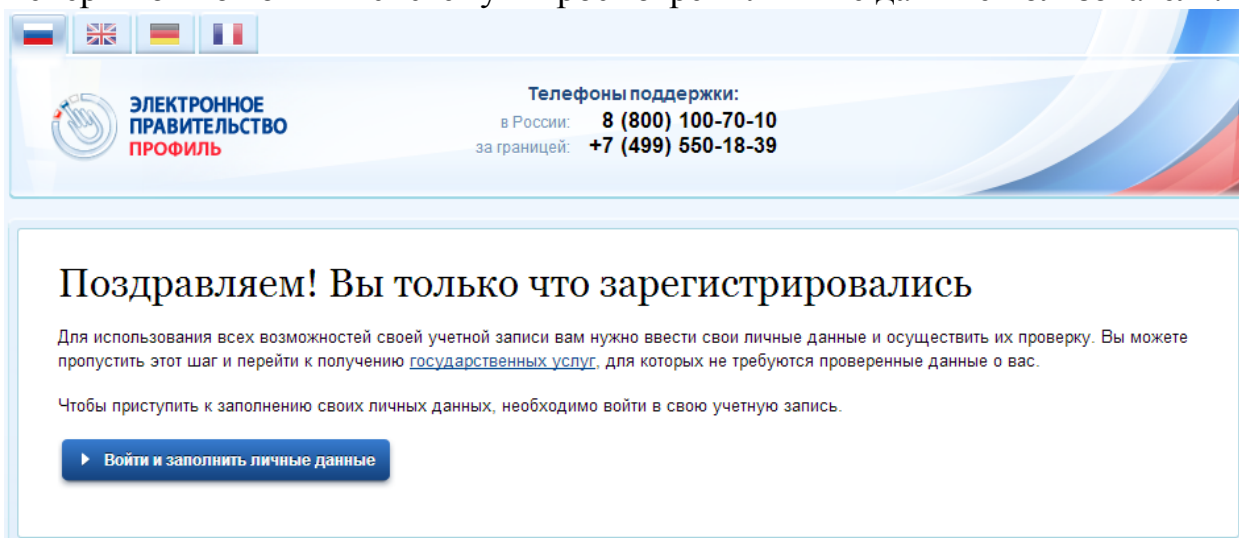 ЭЛЕКТРОННОЕ
ПРАВИТЕЛЬСТВО
ПРОФИЛЬ
Телефоны поддержки:
в России: 8 (800) 100-70-10
за границей: +7 (499) 550-18-39
Поздравляем! Вы только что зарегистрировались
Для использования всех возможностей своей учетной записи вам нужно ввести свои личные данные и осуществить их проверку. Вы можете
пропустить этот шаг и перейти к получению государственных услуг, для которых не требуются проверенные данные о вас.
Чтобы приступить к заполнению своих личных данных, необходимо войти в свою учетную запись.
Войти и заполнить личные данные